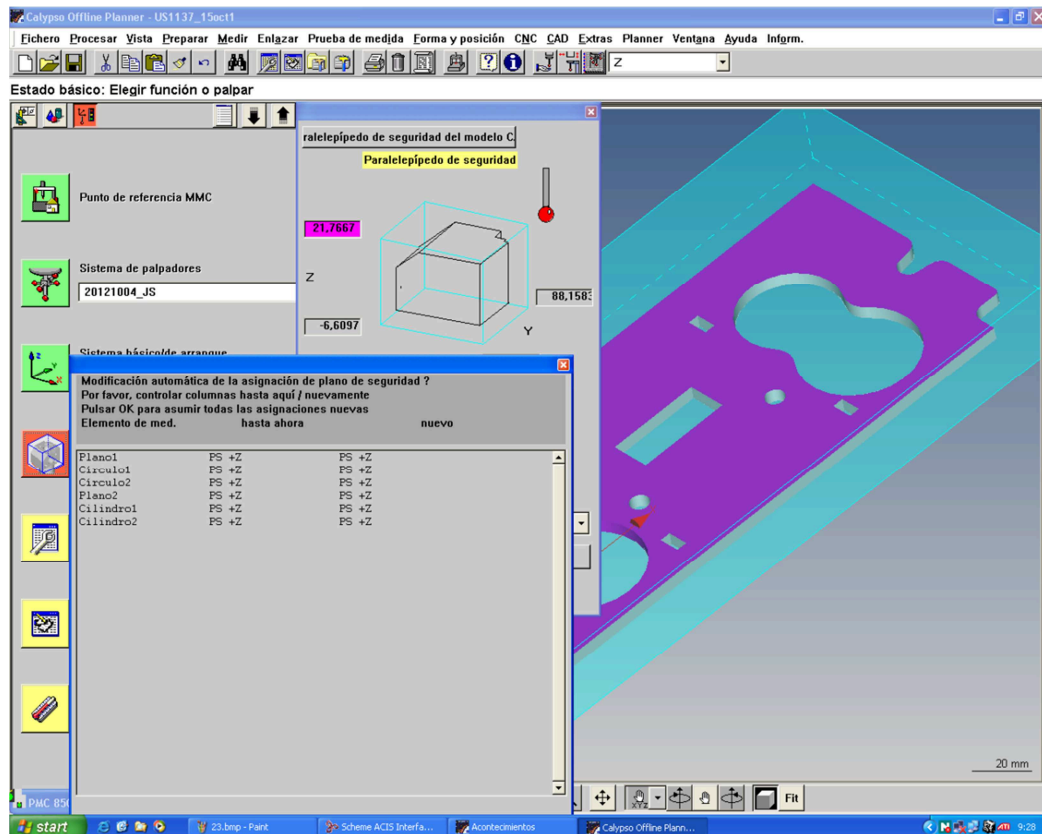 Calypso Offline Planner - US1137_15oct1
Fichero Procesar Vista Preparar Medir Enlazar Prueba de medida Forma y posición CNC CAD Extras Planner Ventana Ayuda Inform.
Z
Estado básico: Elegir función o palpar
ralelepípedo de seguridad del modelo C.
Paralelepípedo de seguridad
Punto de referencia MMC
21,7667
Sistema de palpadores
Z
20121004_JS
88,158
-6,6097
Y
Sistema básico/de arranque
Modificación automática de la asignación de plano de seguridad ?
Por favor, controlar columnas hasta aquí / nuevamente
Pulsar OK para asumir todas las asignaciones nuevas
Elemento de med. hasta ahora nuevo
Plano1 PS +Z PS +Z
Círculo1 PS +Z PS +Z
Círculo2 PS +Z PS +Z
Plano2 PS +Z PS +Z
Cilindro1 PS +Z PS +Z
Cilindro2 PS +Z PS +Z
20 mm
PMC 850
XYZ
Fit
start
23.bmp - Paint
Scheme ACIS Interfa...
Acontecimientos
Calypso Offline Plann...
9:28